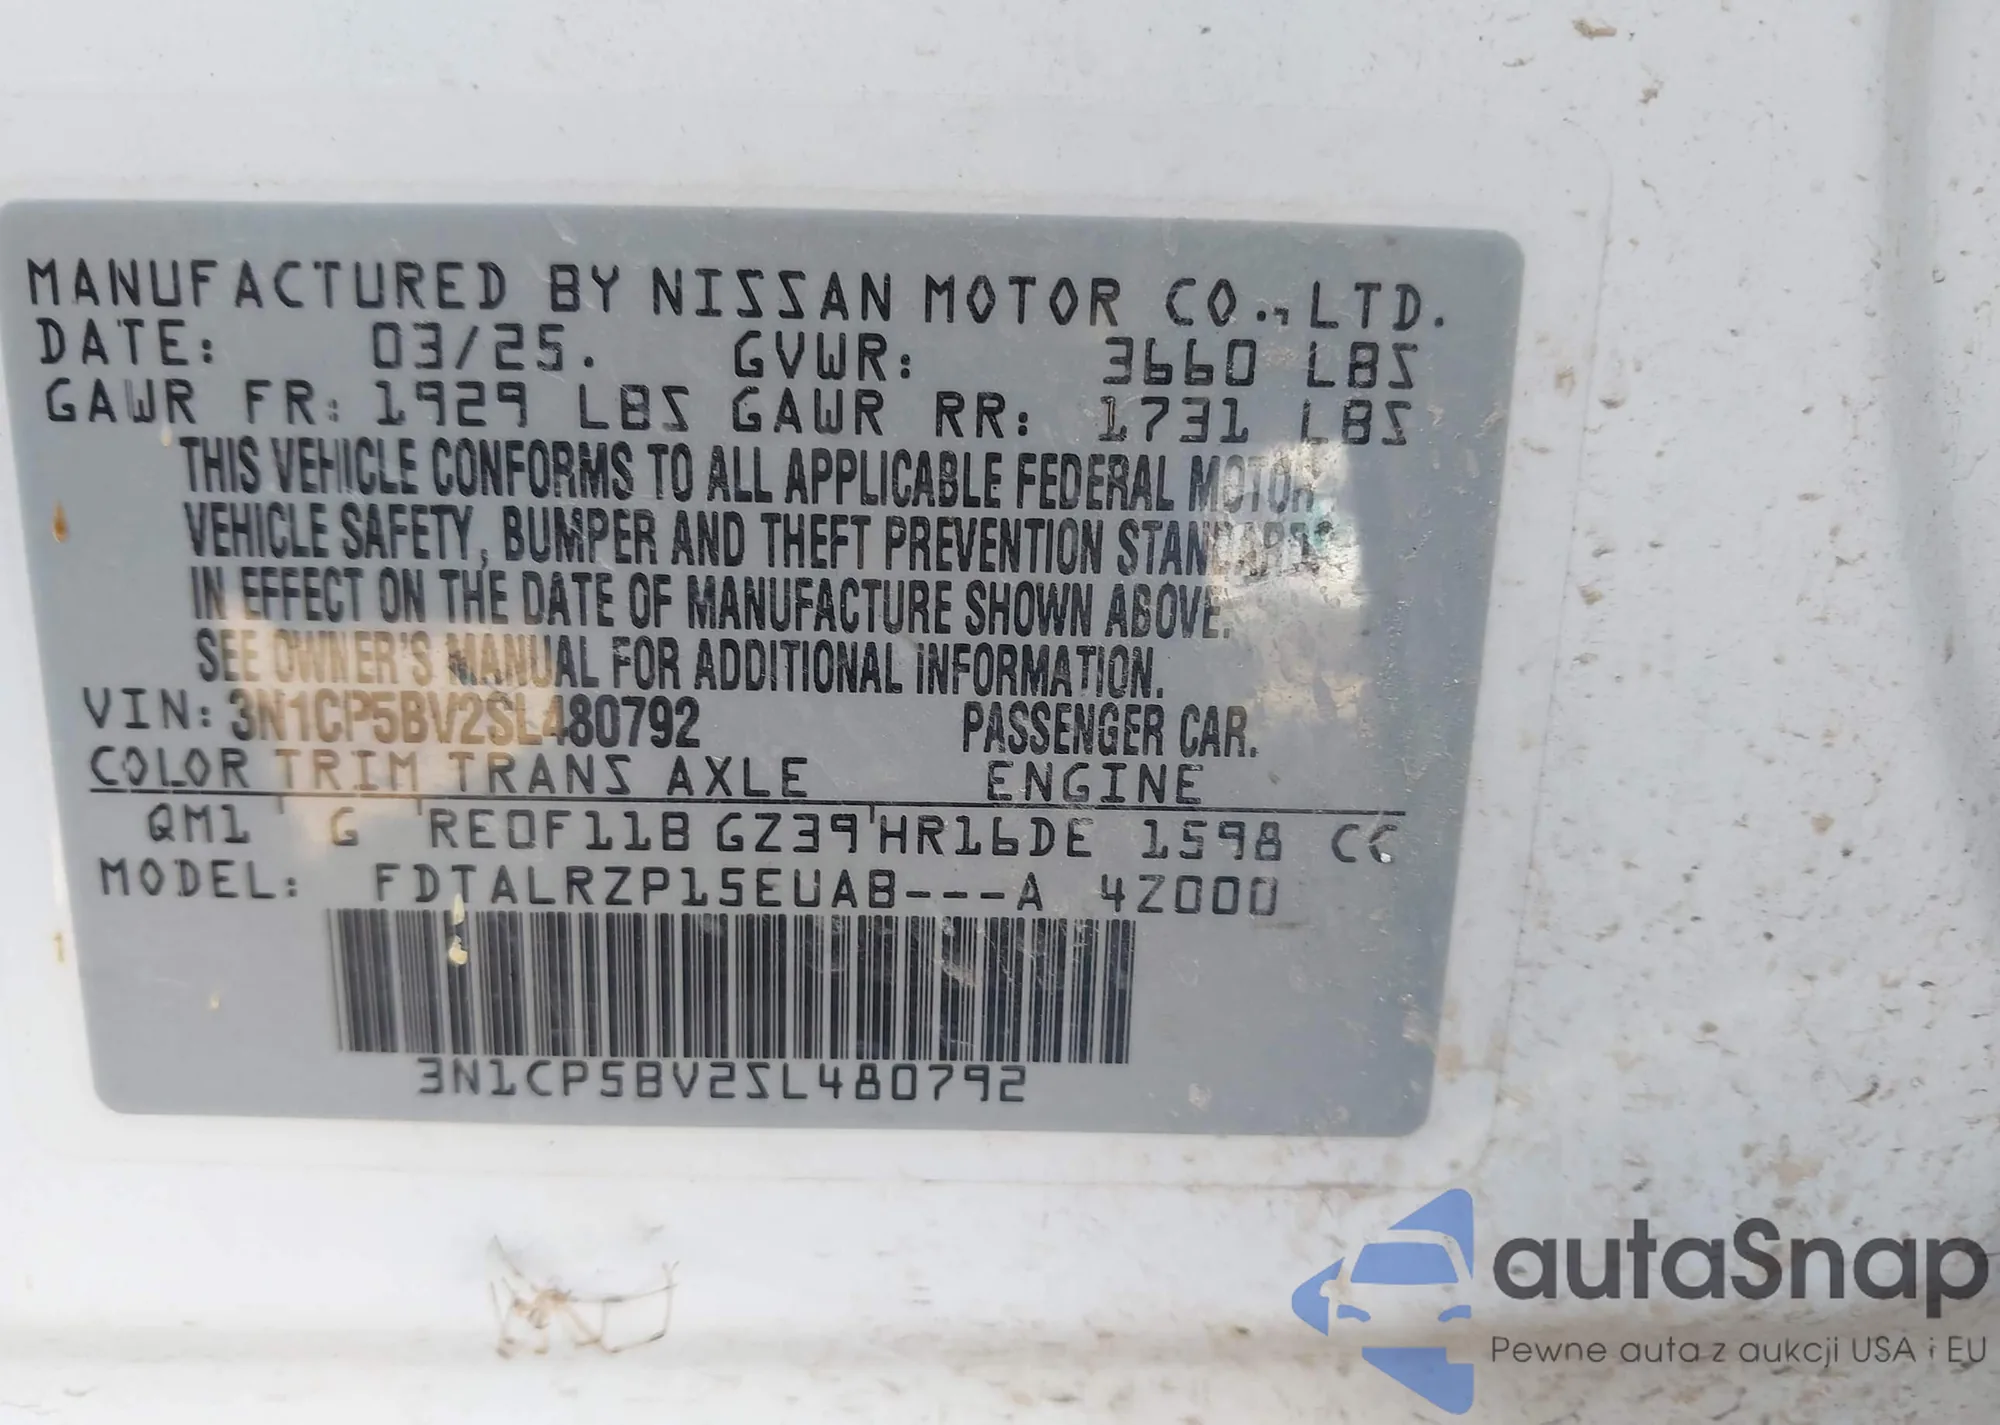 MANUFACTURED BY NISSAN MOTOR CO., LTD.
DATE: 03/25. GVWR: 3660 LBS
GAWR FR: 1929 LBS GAWR RR: 1731 LBS
THIS VEHICLE CONFORMS TO ALL APPLICABLE FEDERAL MOTOR
VEHICLE SAFETY, BUMPER AND THEFT PREVENTION STANDARDS
IN EFFECT ON THE DATE OF MANUFACTURE SHOWN ABOVE.
SEE OWNER'S MANUAL FOR ADDITIONAL INFORMATION.
VIN: 3N1CP5BV2SL480792 PASSENGER CAR.
COLOR TRIM TRANS AXLE ENGINE
QM1 G RE0F11B GZ39 HR16DE 1598 CC
MODEL: FDTALRZP15EUAB---A 4Z000
3N1CP5BV2SL480792
autaSnap
Pewne auta z aukcji USA i EU